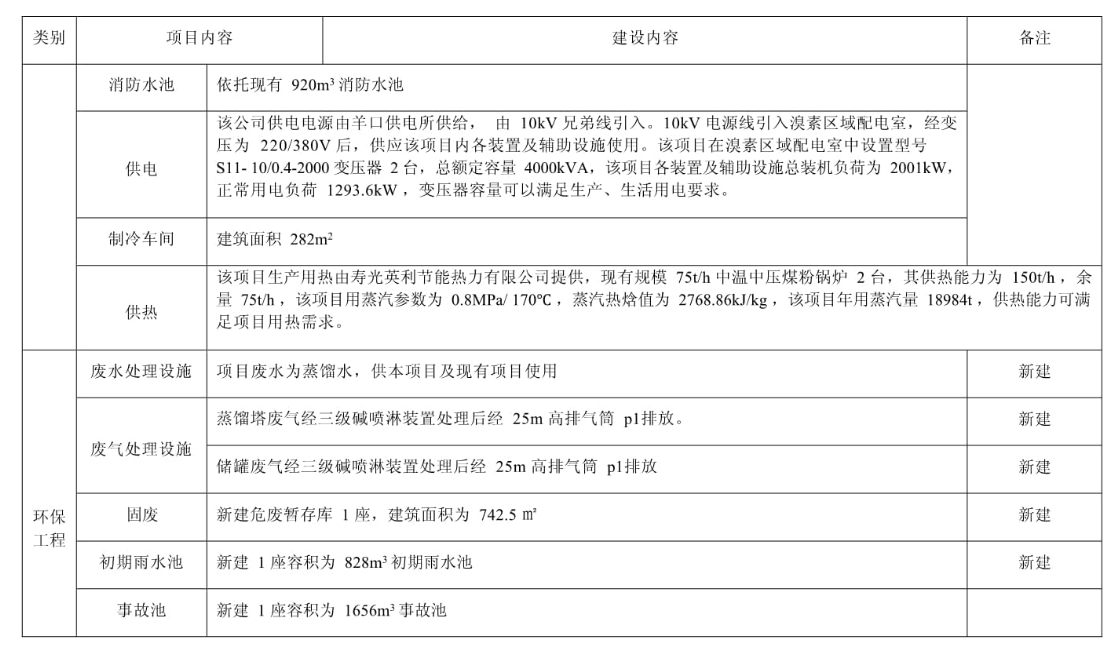 类别 项目内容 建设内容 备注
消防水池 依托现有 920m³消防水池
供电 该公司供电电源由羊口供电所供给， 由 10kV 兄弟线引入。10kV 电源线引入溴素区域配电室，经变
压为 220/380V 后，供应该项目内各装置及辅助设施使用。该项目在溴素区域配电室中设置型号
S11- 10/0.4-2000 变压器 2 台，总额定容量 4000kVA，该项目各装置及辅助设施总装机负荷为 2001kW，
正常用电负荷 1293.6kW ，变压器容量可以满足生产、生活用电要求。
制冷车间 建筑面积 282m²
供热 该项目生产用热由寿光英利节能热力有限公司提供，现有规模 75t/h 中温中压煤粉锅炉 2 台，其供热能力为 150t/h ，余
量 75t/h ，该项目用蒸汽参数为 0.8MPa/ 170℃ ，蒸汽热焓值为 2768.86kJ/kg ，该项目年用蒸汽量 18984t ，供热能力可满
足项目用热需求。
环保
工程
废水处理设施 项目废水为蒸馏水，供本项目及现有项目使用 新建
废气处理设施 蒸馏塔废气经三级碱喷淋装置处理后经 25m 高排气筒 p1排放。 新建
储罐废气经三级碱喷淋装置处理后经 25m 高排气筒 p1排放 新建
固废 新建危废暂存库 1 座，建筑面积为 742.5 ㎡ 新建
初期雨水池 新建 1 座容积为 828m³初期雨水池 新建
事故池 新建 1 座容积为 1656m³事故池